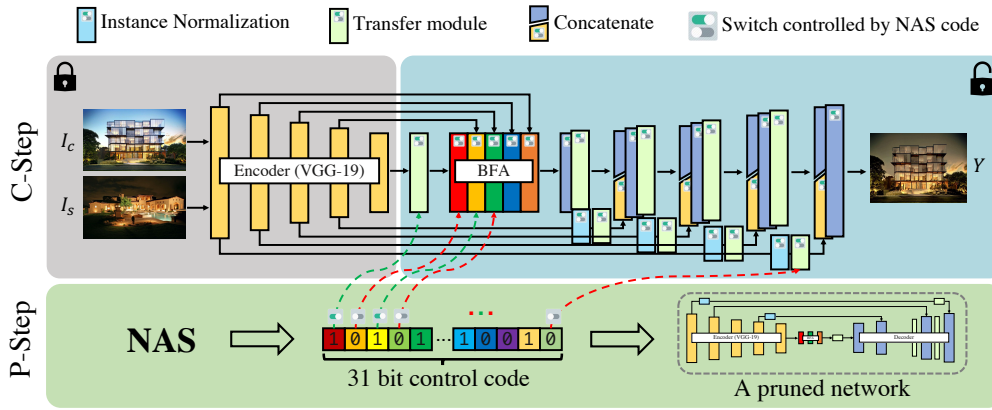 Instance Normalization
Transfer module
Concatenate
Switch controlled by NAS code
C-Step
I_c
I_s
Encoder (VGG-19)
BFA
Y
P-Step
NAS
1 0 1 0 1 ... 1 0 0 1 0
...
31 bit control code
Encoder (VGG-19)
Decoder
A pruned network